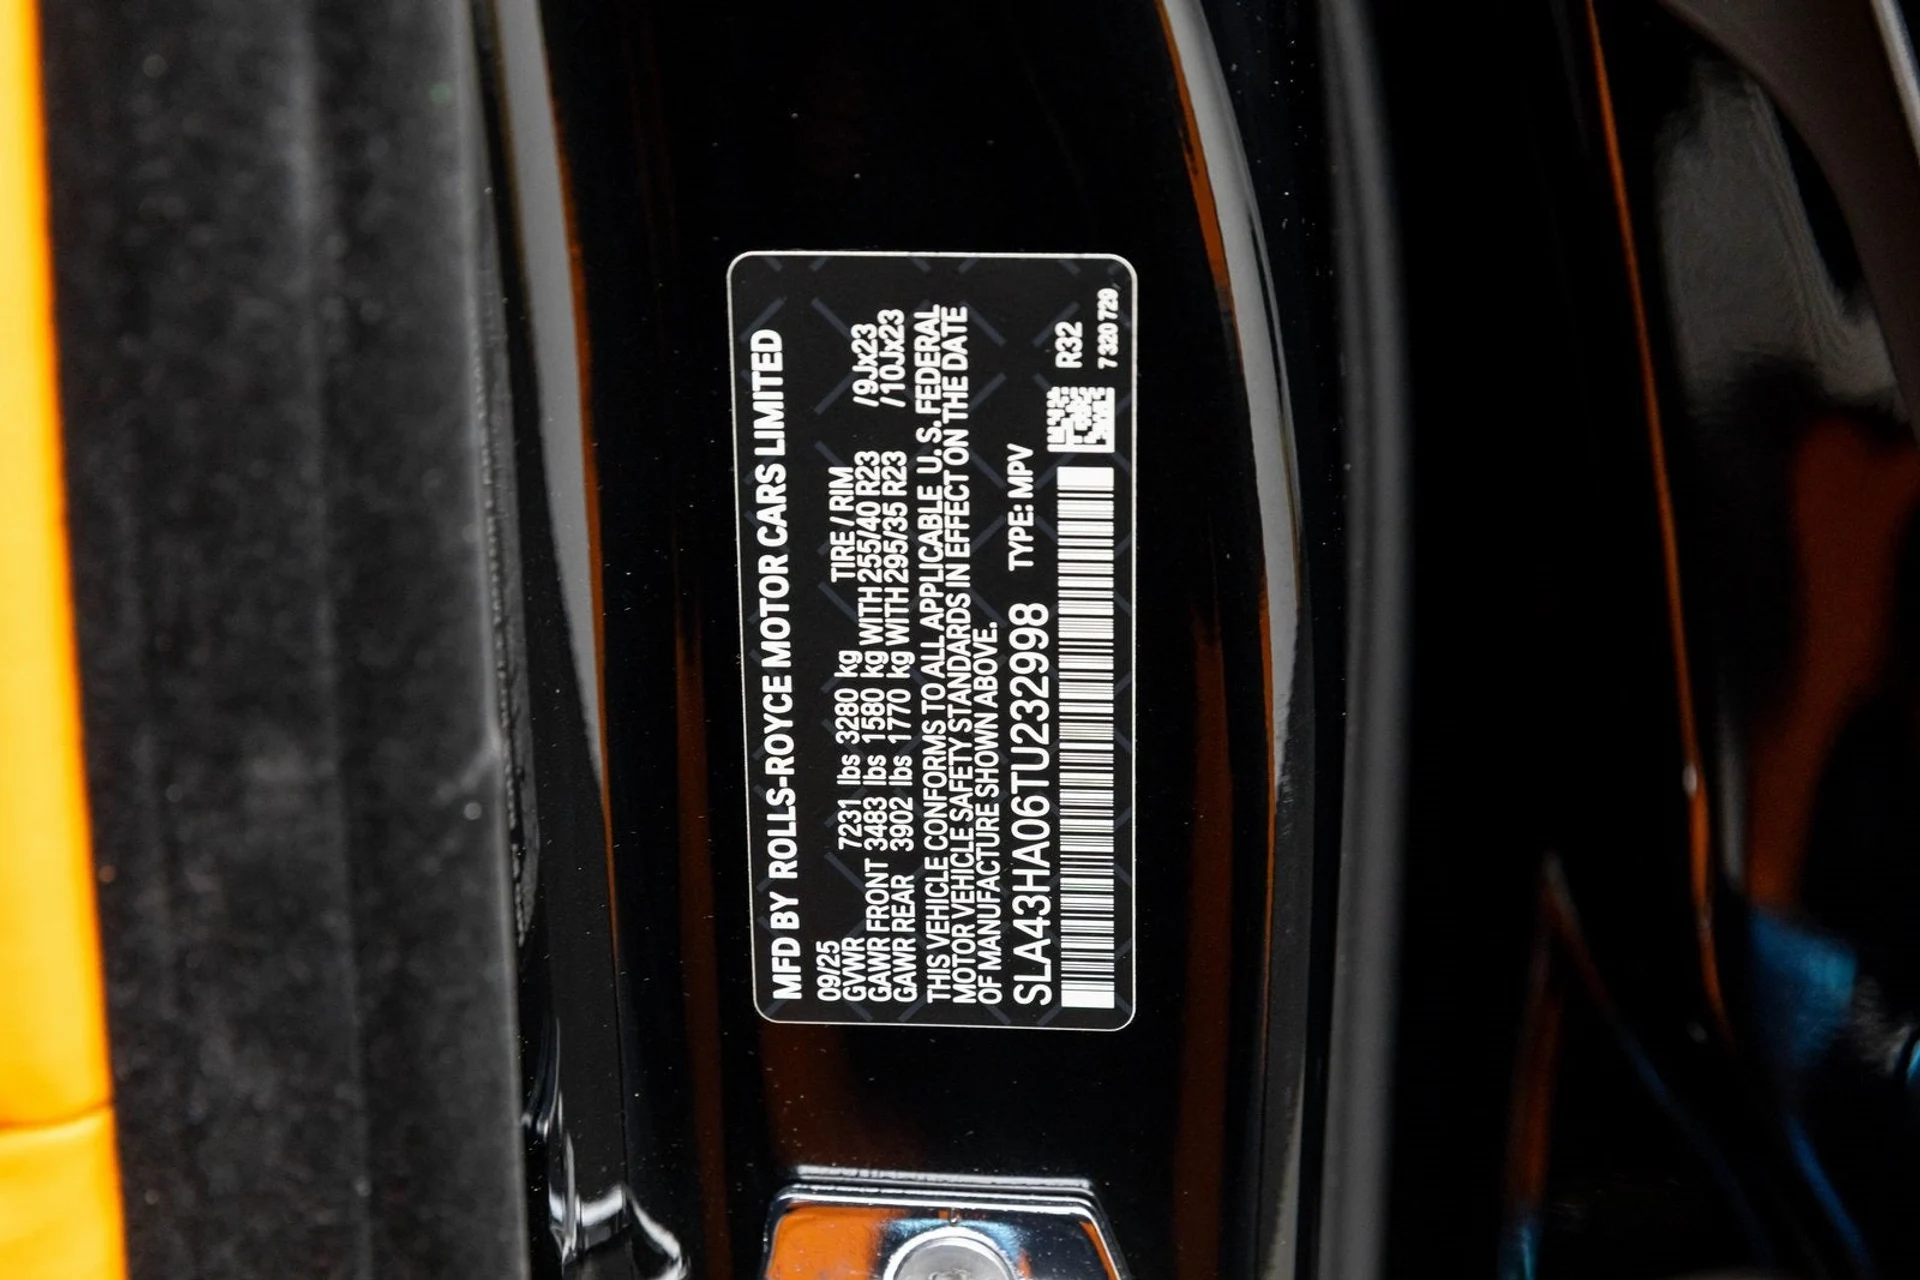 MFD BY ROLLS-ROYCE MOTOR CARS LIMITED
09/25
GVWR 7231 lbs 3280 kg TIRE / RIM
GAWR FRONT 3483 lbs 1580 kg WITH 255/40 R23 /9Jx23
GAWR REAR 3902 lbs 1770 kg WITH 295/35 R23 /10Jx23
THIS VEHICLE CONFORMS TO ALL APPLICABLE U.S. FEDERAL
MOTOR VEHICLE SAFETY STANDARDS IN EFFECT ON THE DATE
OF MANUFACTURE SHOWN ABOVE.
SLA43HA06TU232998 TYPE: MPV
R32
7 320 729